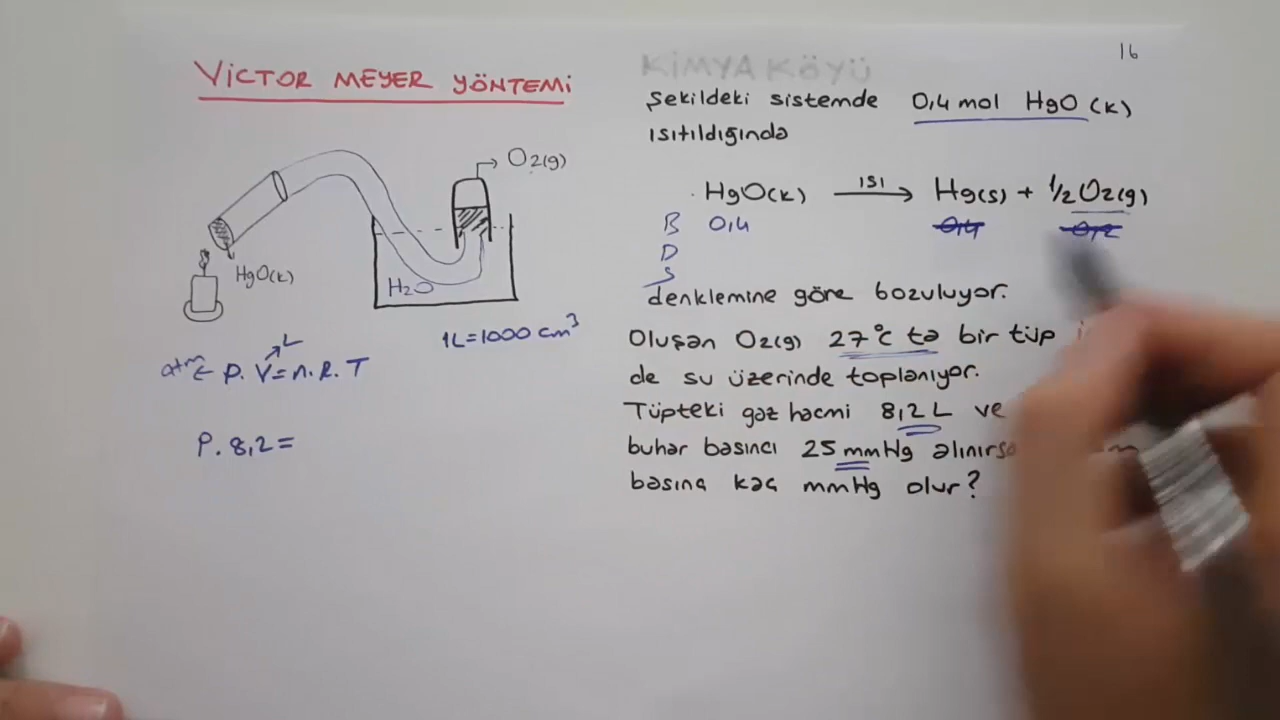 16
VİCTOR MEYER YÖNTEMİ
KİMYA KÖYÜ
Şekildeki sistemde 0,4 mol HgO(k)
ısıtıldığında
HgO(k) ısı Hg(s) + 1/2 O2(g)
B 0,4 0,4 0,2
D
S
denklemine göre bozuluyor.
Oluşan O2(g) 27°C ta bir tüp
de su üzerinde toplanıyor.
Tüpteki gaz hacmi 8,2 L ve
buhar basıncı 25 mmHg alınırsa
basınç kaç mmHg olur?
O2(g)
HgO(k)
H2O
1L=1000 cm³
L
atm ← P. V = n. R. T
P. 8,2 =